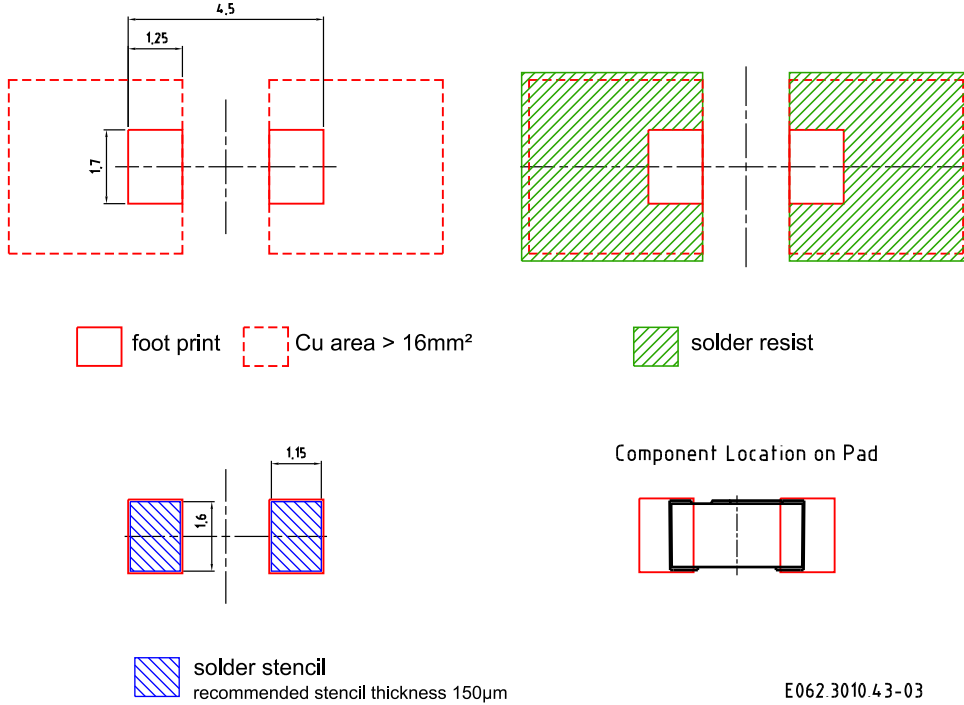 4.5
1.25
1.7
foot print
Cu area > 16mm²
solder resist
1.15
1.6
Component Location on Pad
solder stencil
recommended stencil thickness 150µm
E062.3010.43-03